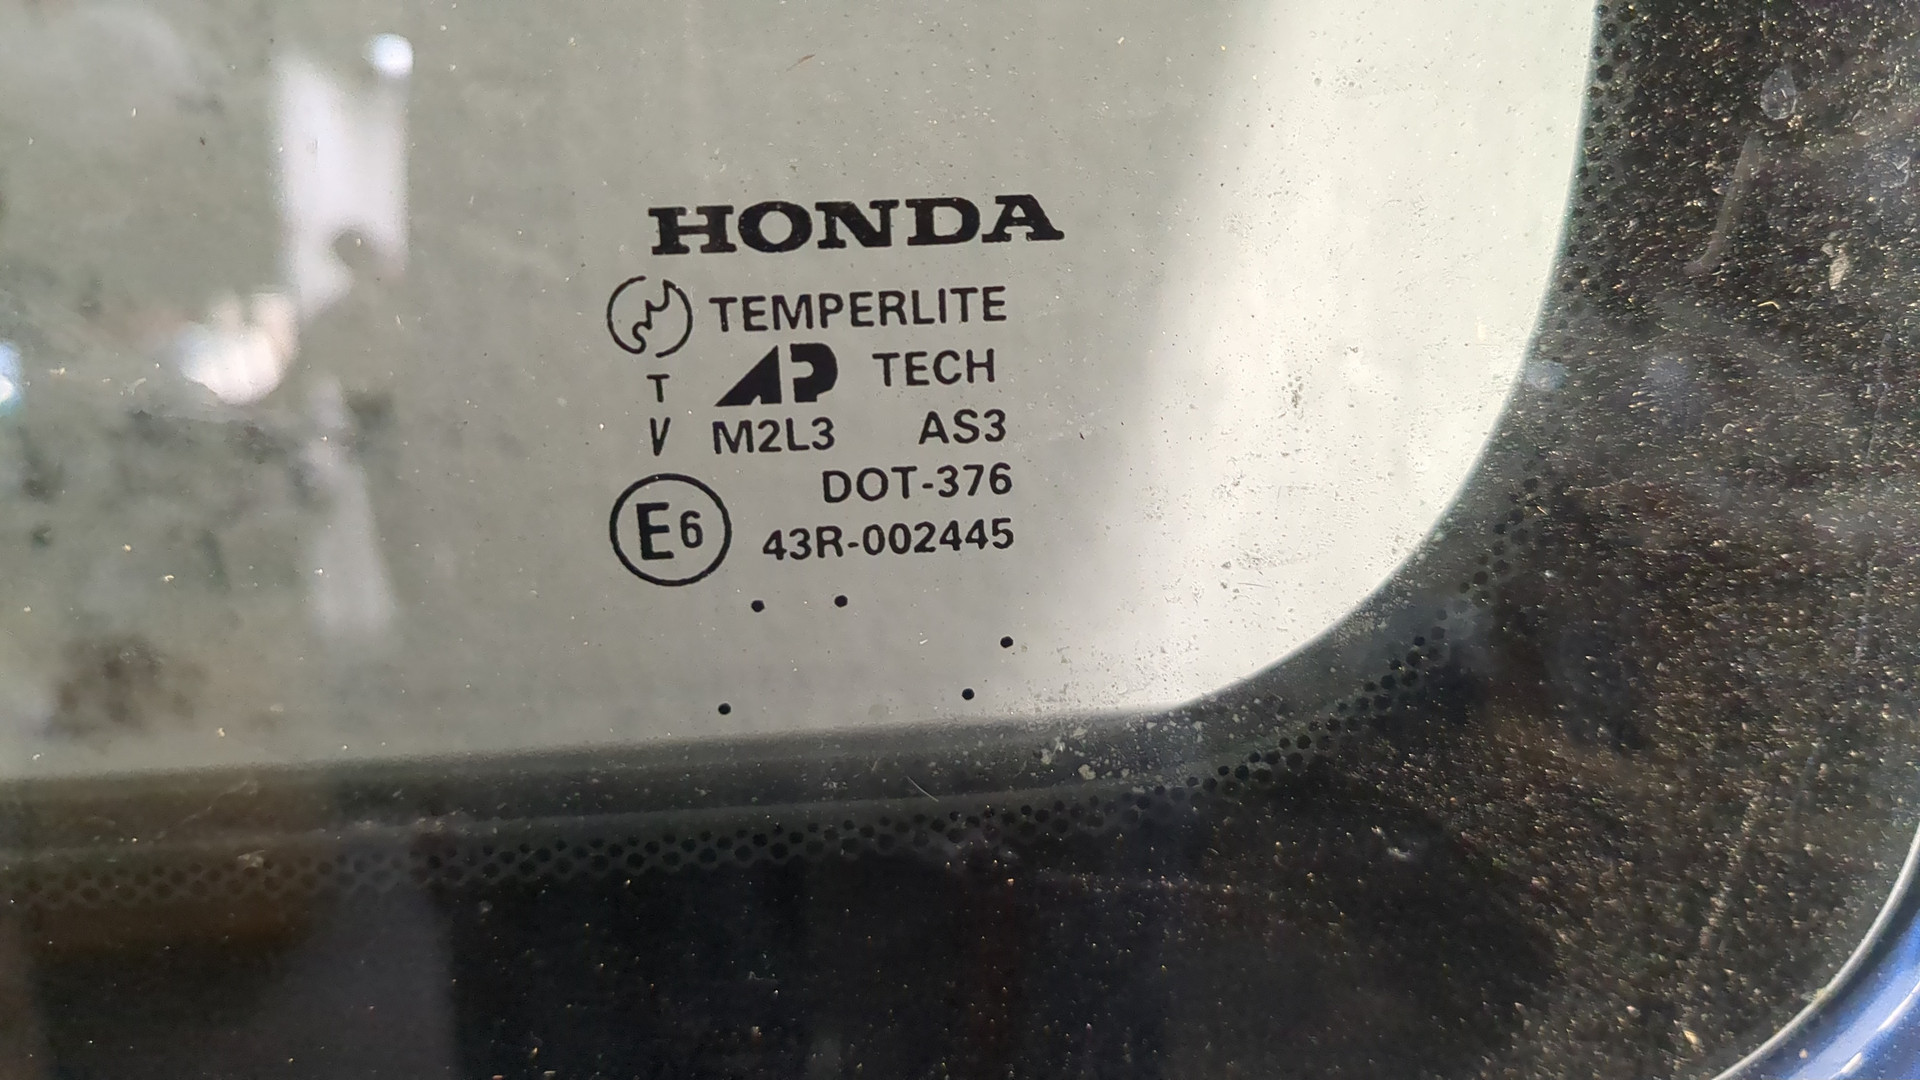 HONDA
TEMPERLITE
T AP TECH
V M2L3 AS3
DOT-376
E6 43R-002445